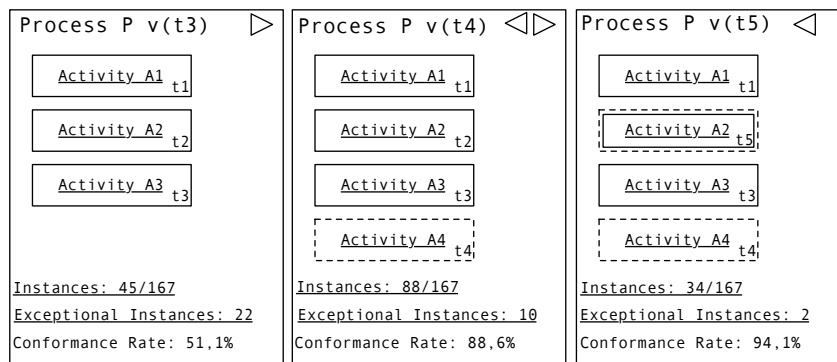 Process P v(t3)
Activity A1
t1
Activity A2
t2
Activity A3
t3
Instances: 45/167
Exceptional Instances: 22
Conformance Rate: 51,1%
Process P v(t4)
Activity A1
t1
Activity A2
t2
Activity A3
t3
Activity A4
t4
Instances: 88/167
Exceptional Instances: 10
Conformance Rate: 88,6%
Process P v(t5)
Activity A1
t1
Activity A2
t5
Activity A3
t3
Activity A4
t4
Instances: 34/167
Exceptional Instances: 2
Conformance Rate: 94,1%